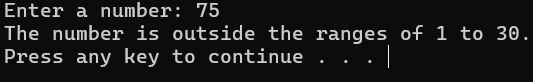 Enter a number: 75
The number is outside the ranges of 1 to 30.
Press any key to continue . . .